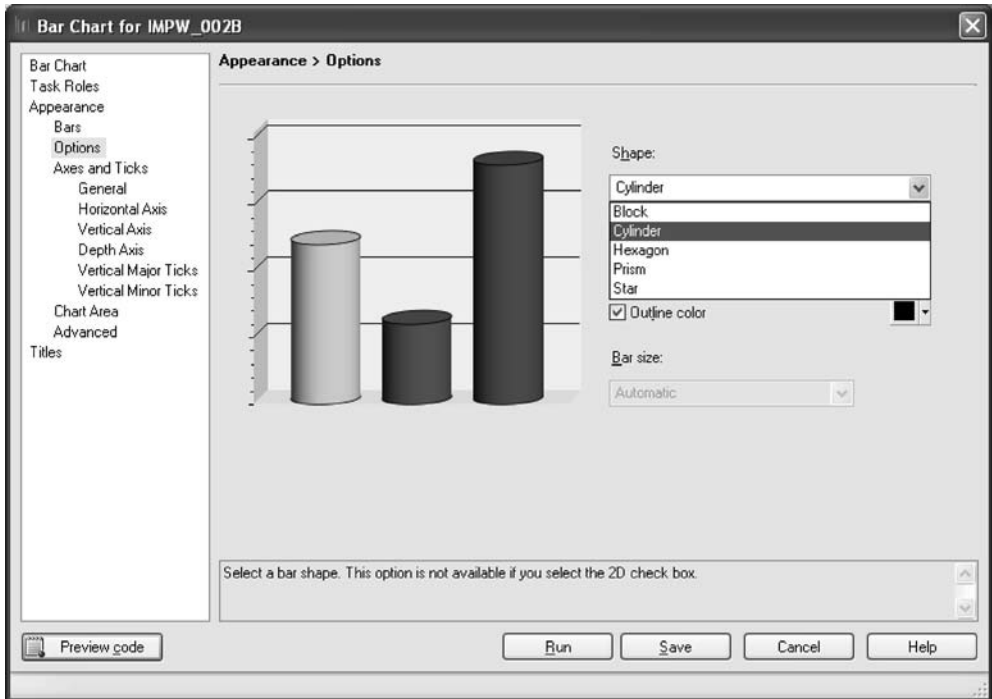 Bar Chart for IMPW_002B
Bar Chart
Task Roles
Appearance
Bars
Options
Axes and Ticks
General
Horizontal Axis
Vertical Axis
Depth Axis
Vertical Major Ticks
Vertical Minor Ticks
Chart Area
Advanced
Titles
Appearance > Options
Shape:
Cylinder
Block
Cylinder
Hexagon
Prism
Star
Outline color
Bar size:
Automatic
Select a bar shape. This option is not available if you select the 2D check box.
Preview code
Run
Save
Cancel
Help